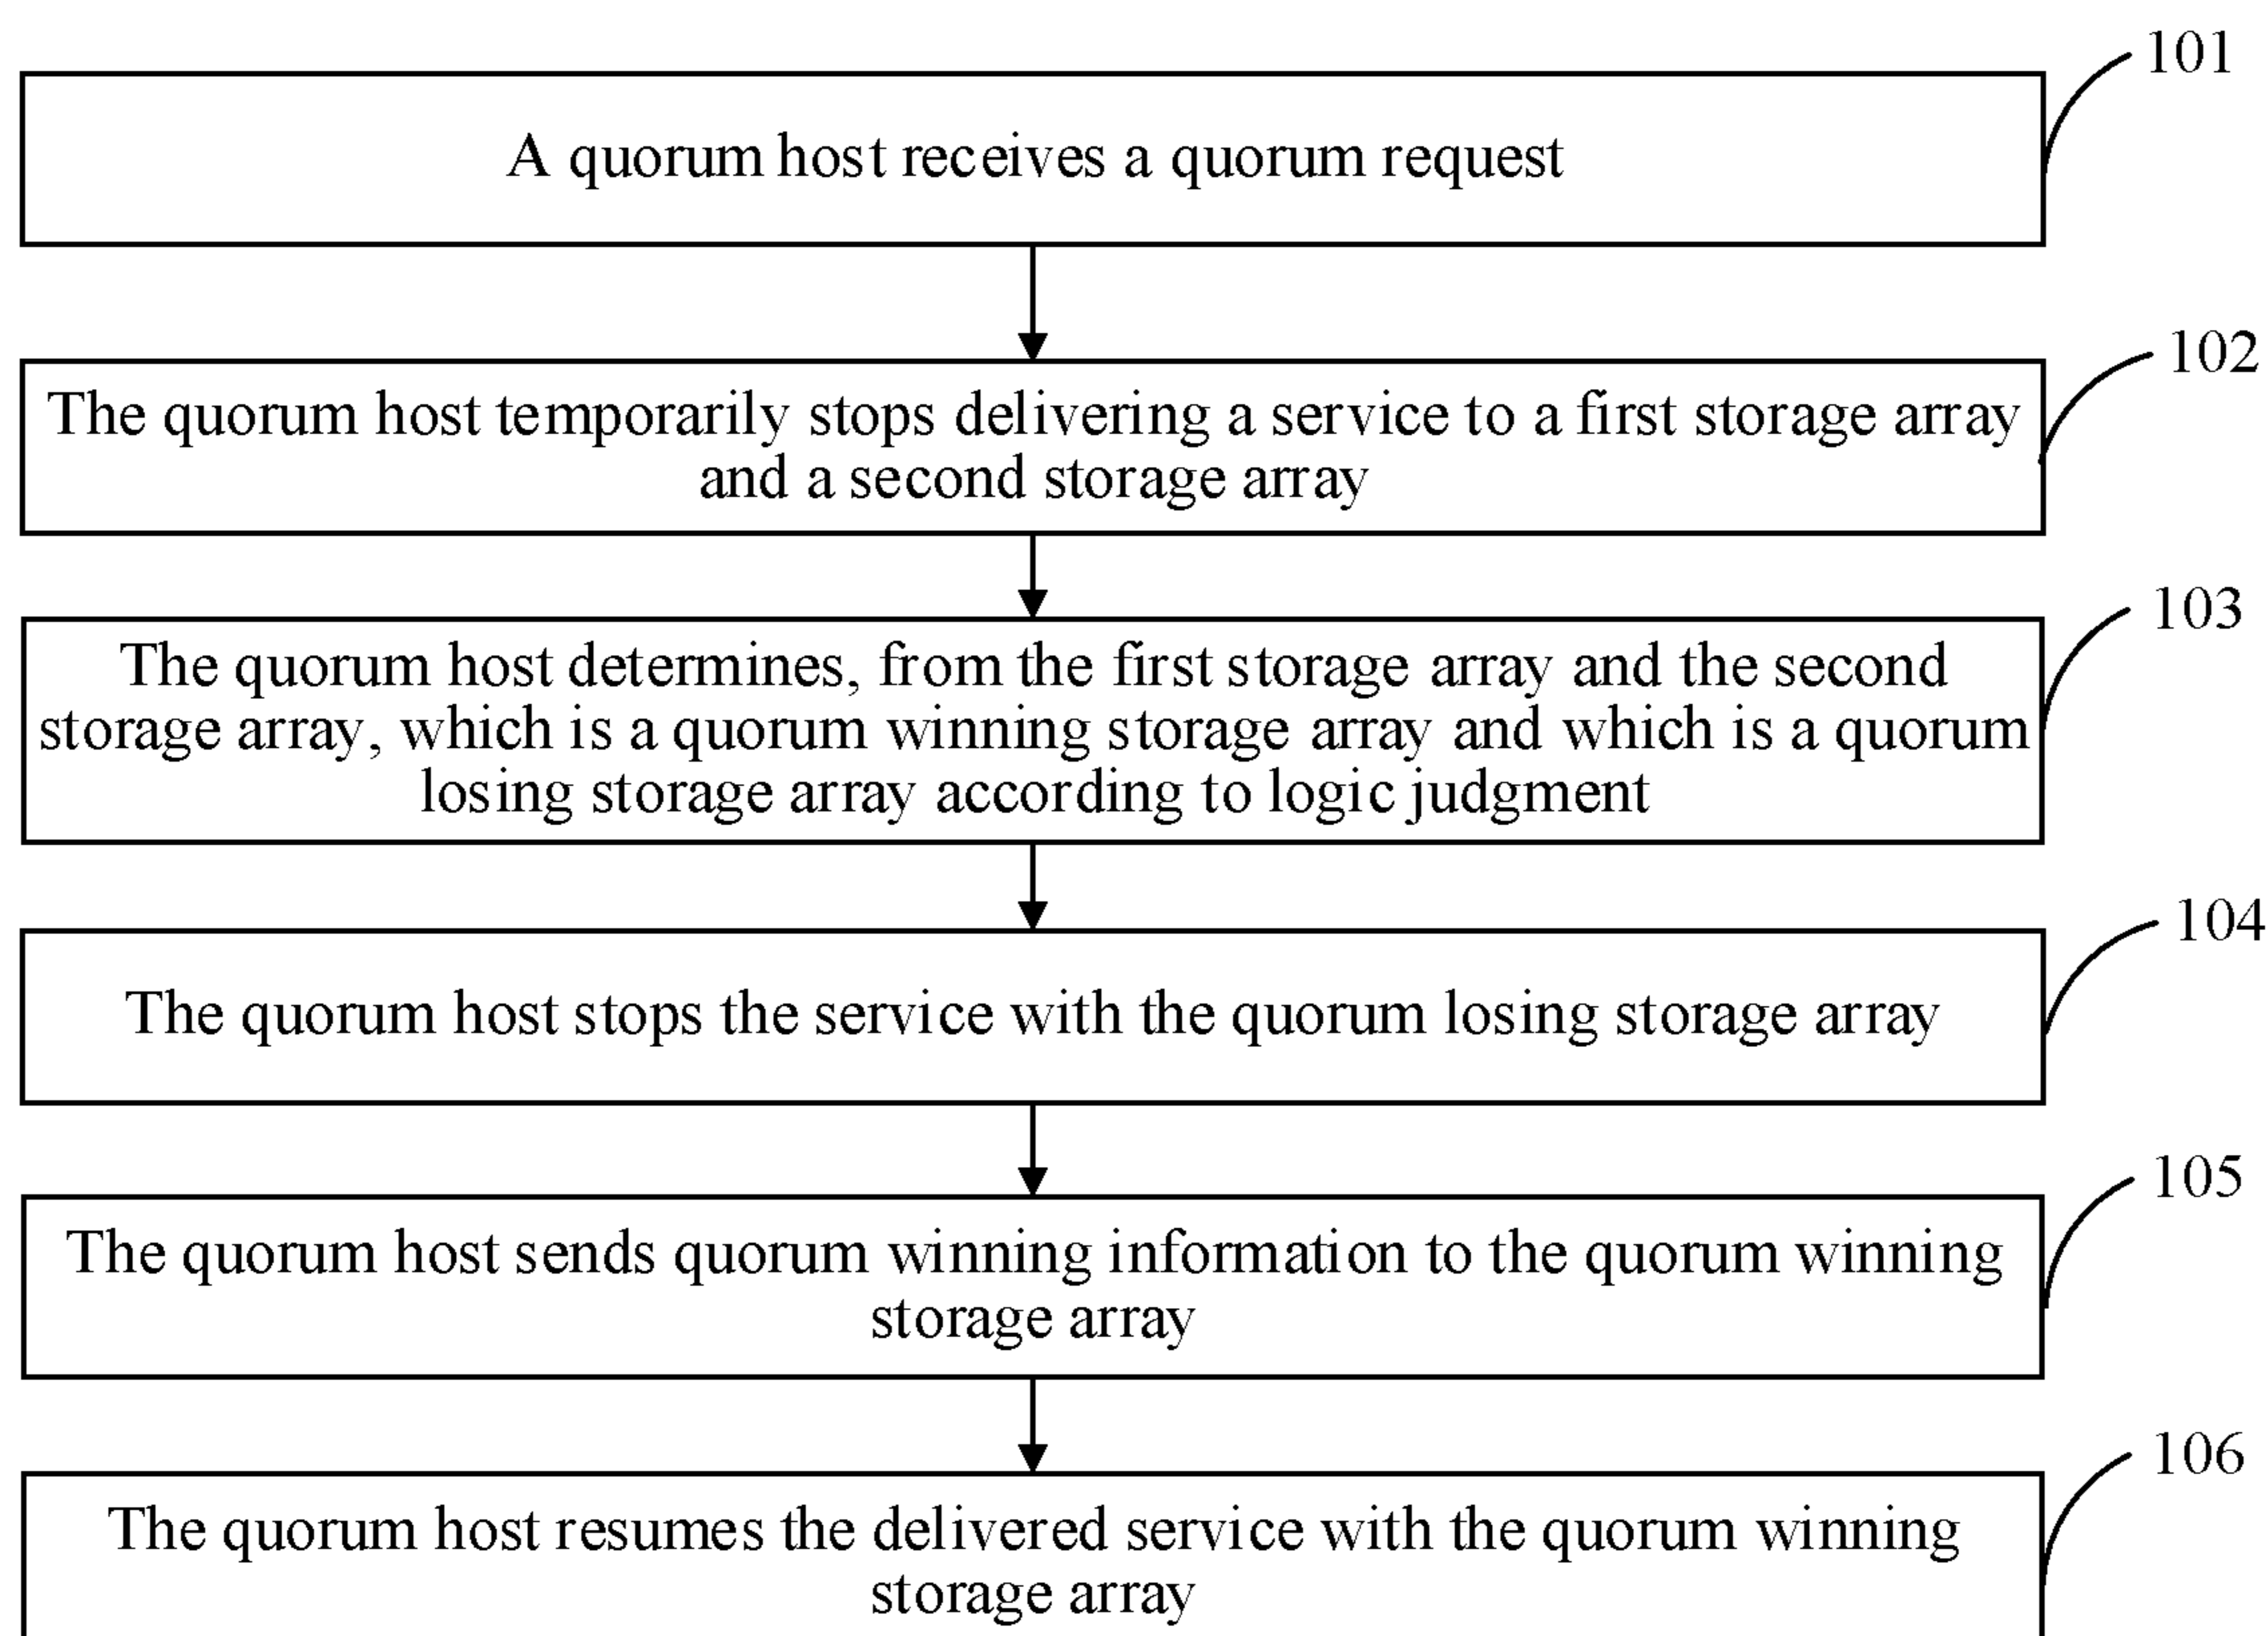 101
A quorum host receives a quorum request
102
The quorum host temporarily stops delivering a service to a first storage array
and a second storage array
103
The quorum host determines, from the first storage array and the second
storage array, which is a quorum winning storage array and which is a quorum
losing storage array according to logic judgment
104
The quorum host stops the service with the quorum losing storage array
105
The quorum host sends quorum winning information to the quorum winning
storage array
106
The quorum host resumes the delivered service with the quorum winning
storage array